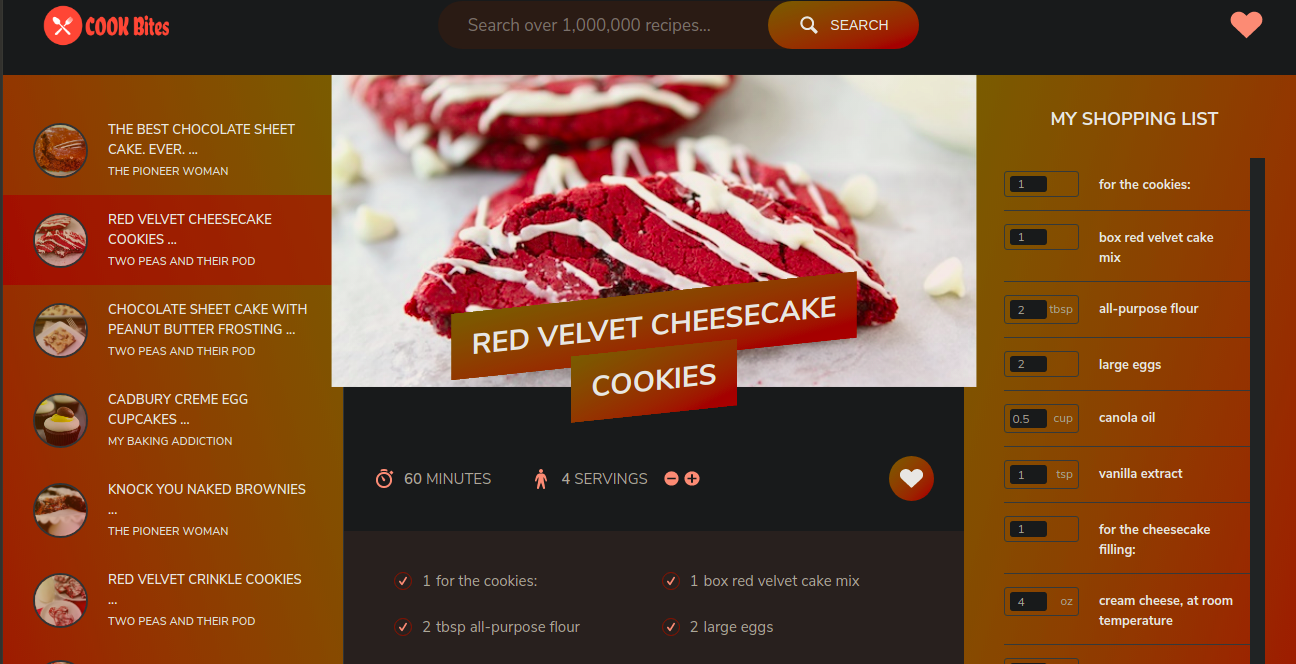 COOK Bites
Search over 1,000,000 recipes...
SEARCH
THE BEST CHOCOLATE SHEET
CAKE. EVER. ...
THE PIONEER WOMAN
RED VELVET CHEESECAKE
COOKIES ...
TWO PEAS AND THEIR POD
CHOCOLATE SHEET CAKE WITH
PEANUT BUTTER FROSTING ...
TWO PEAS AND THEIR POD
CADBURY CREME EGG
CUPCAKES ...
MY BAKING ADDICTION
KNOCK YOU NAKED BROWNIES
...
THE PIONEER WOMAN
RED VELVET CRINKLE COOKIES
...
TWO PEAS AND THEIR POD
RED VELVET CHEESECAKE
COOKIES
60 MINUTES
4 SERVINGS
1 for the cookies:
1 box red velvet cake mix
2 tbsp all-purpose flour
2 large eggs
MY SHOPPING LIST
1 for the cookies:
1 box red velvet cake
mix
2 tbsp all-purpose flour
2 large eggs
0.5 cup canola oil
1 tsp vanilla extract
1 for the cheesecake
filling:
4 oz cream cheese, at room
temperature